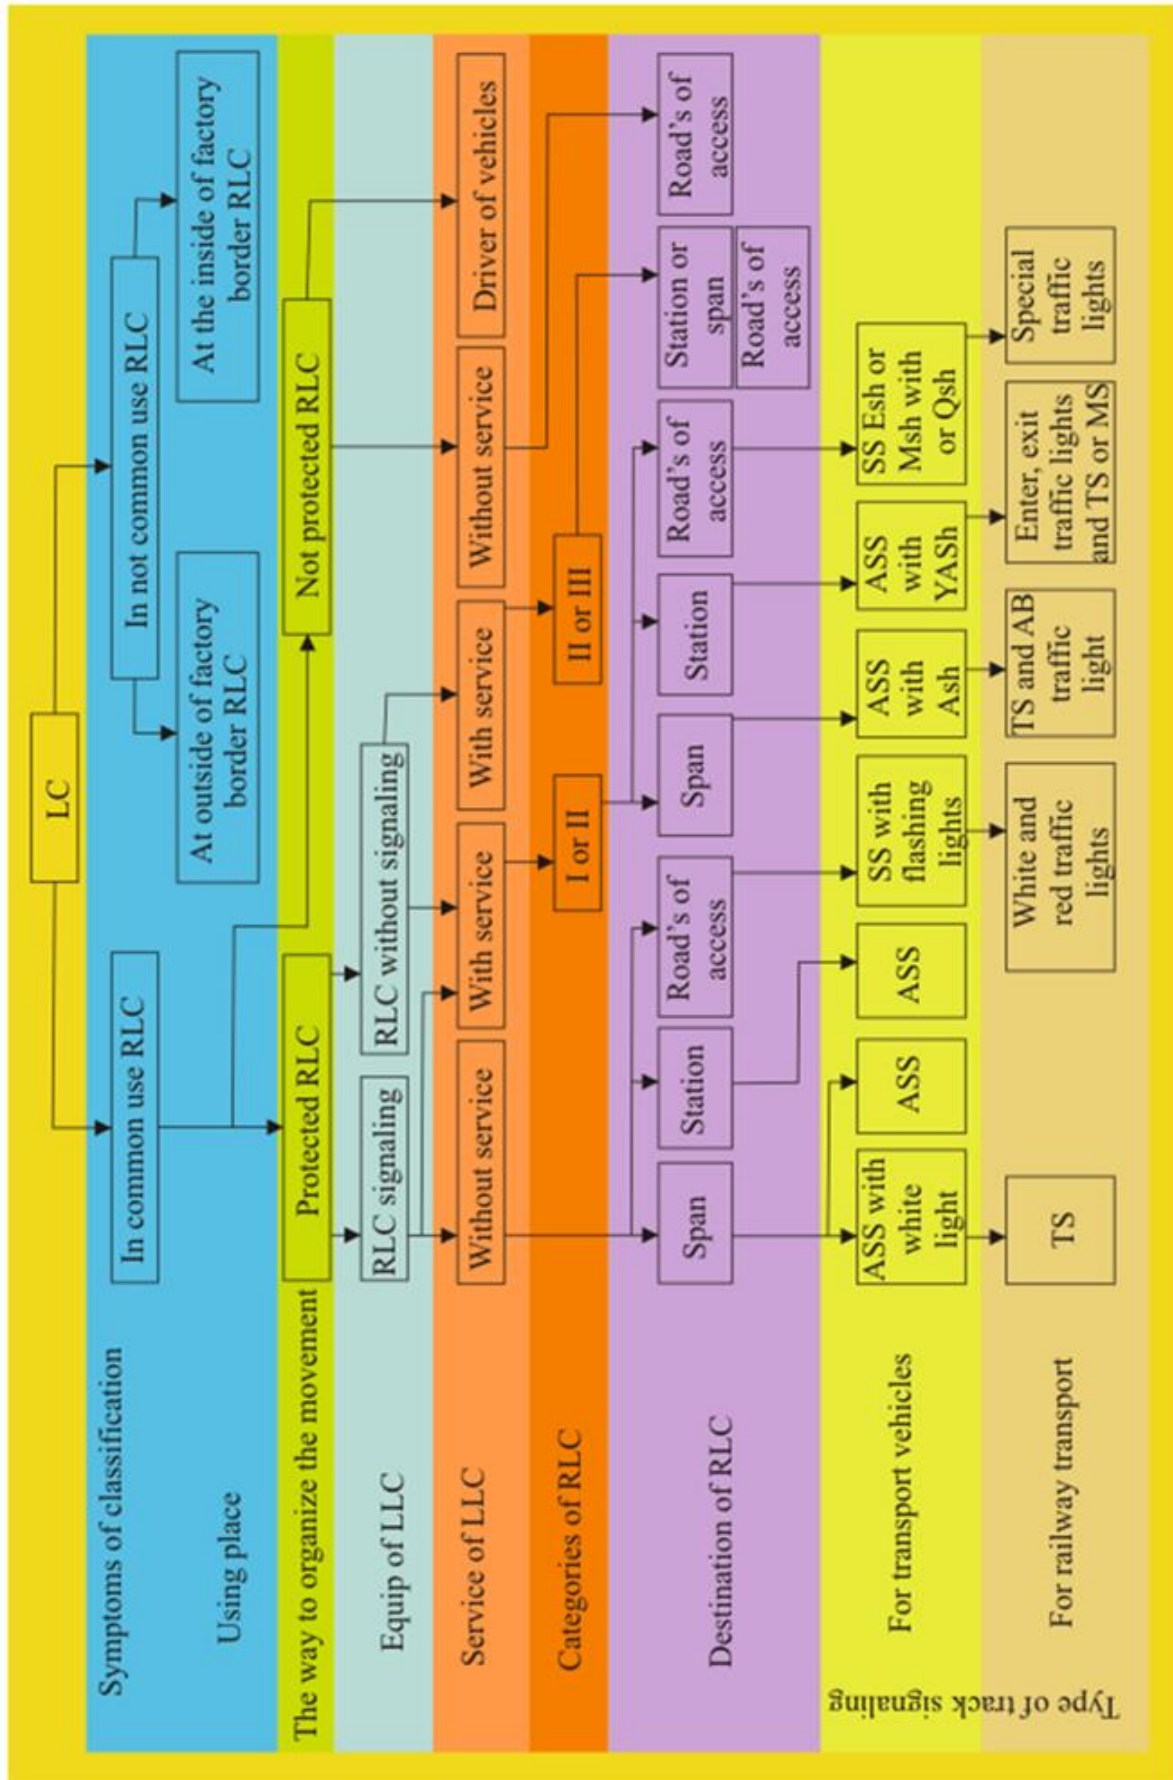 LC
Symptoms of classification
In common use RLC
In not common use RLC
Using place
At outside of factory
border RLC
At the inside of factory
border RLC
The way to organize the movement
Protected RLC
Not protected RLC
Equip of LLC
RLC signaling
RLC without signaling
Service of LLC
Without service
With service
With service
Without service
Driver of vehicles
Categories of RLC
I or II
II or III
Destination of RLC
Span
Station
Road's of
access
Span
Station
Road's of
access
Station or
span
Road's of
access
Road's of
access
Type of track signaling
For transport vehicles
ASS with
white
light
ASS
ASS
SS with
flashing
lights
ASS
with
Ash
ASS
with
YASh
SS Esh or
Msh with
or Qsh
For railway transport
TS
White and
red traffic
lights
TS and AB
traffic
light
Enter, exit
traffic lights
and TS or MS
Special
traffic
lights